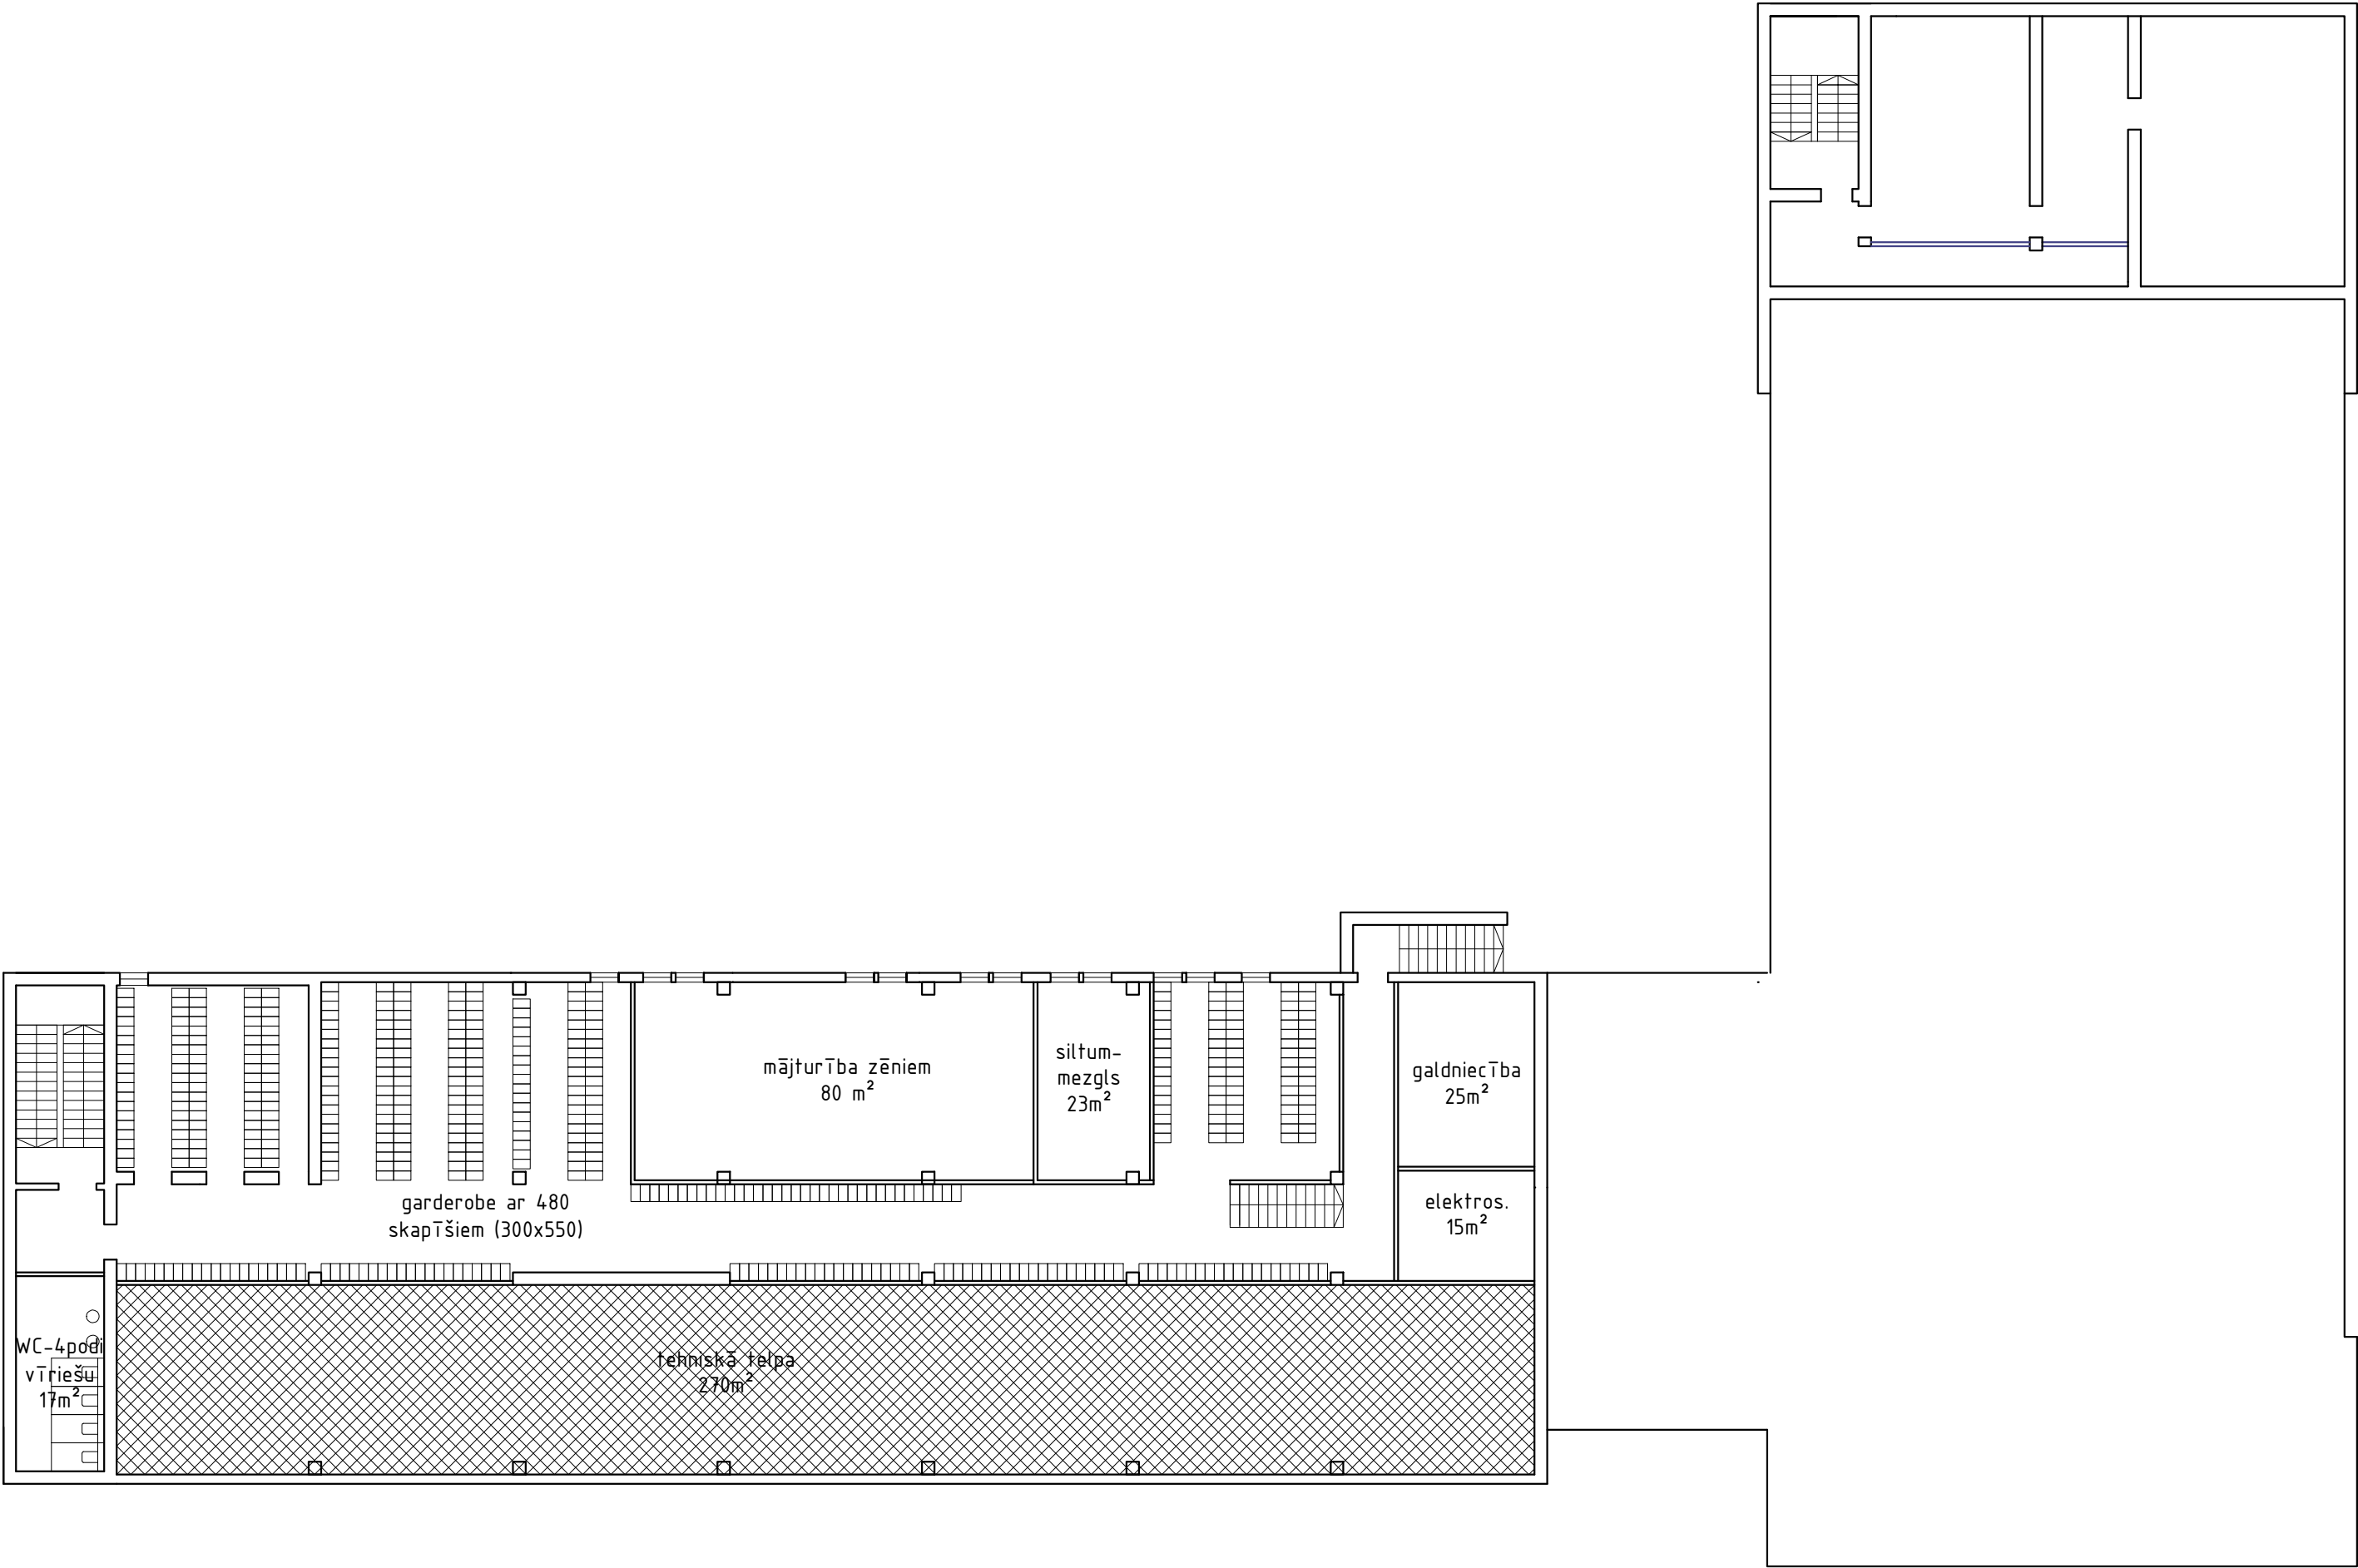 mājturība zēniem
80 m²
siltum-
mezgls
23m²
galdniecība
25m²
garderobe ar 480
skapīšiem (300x550)
elektros.
15m²
WC-4podi
vīriešu
17m²
tehniskā telpa
270m²